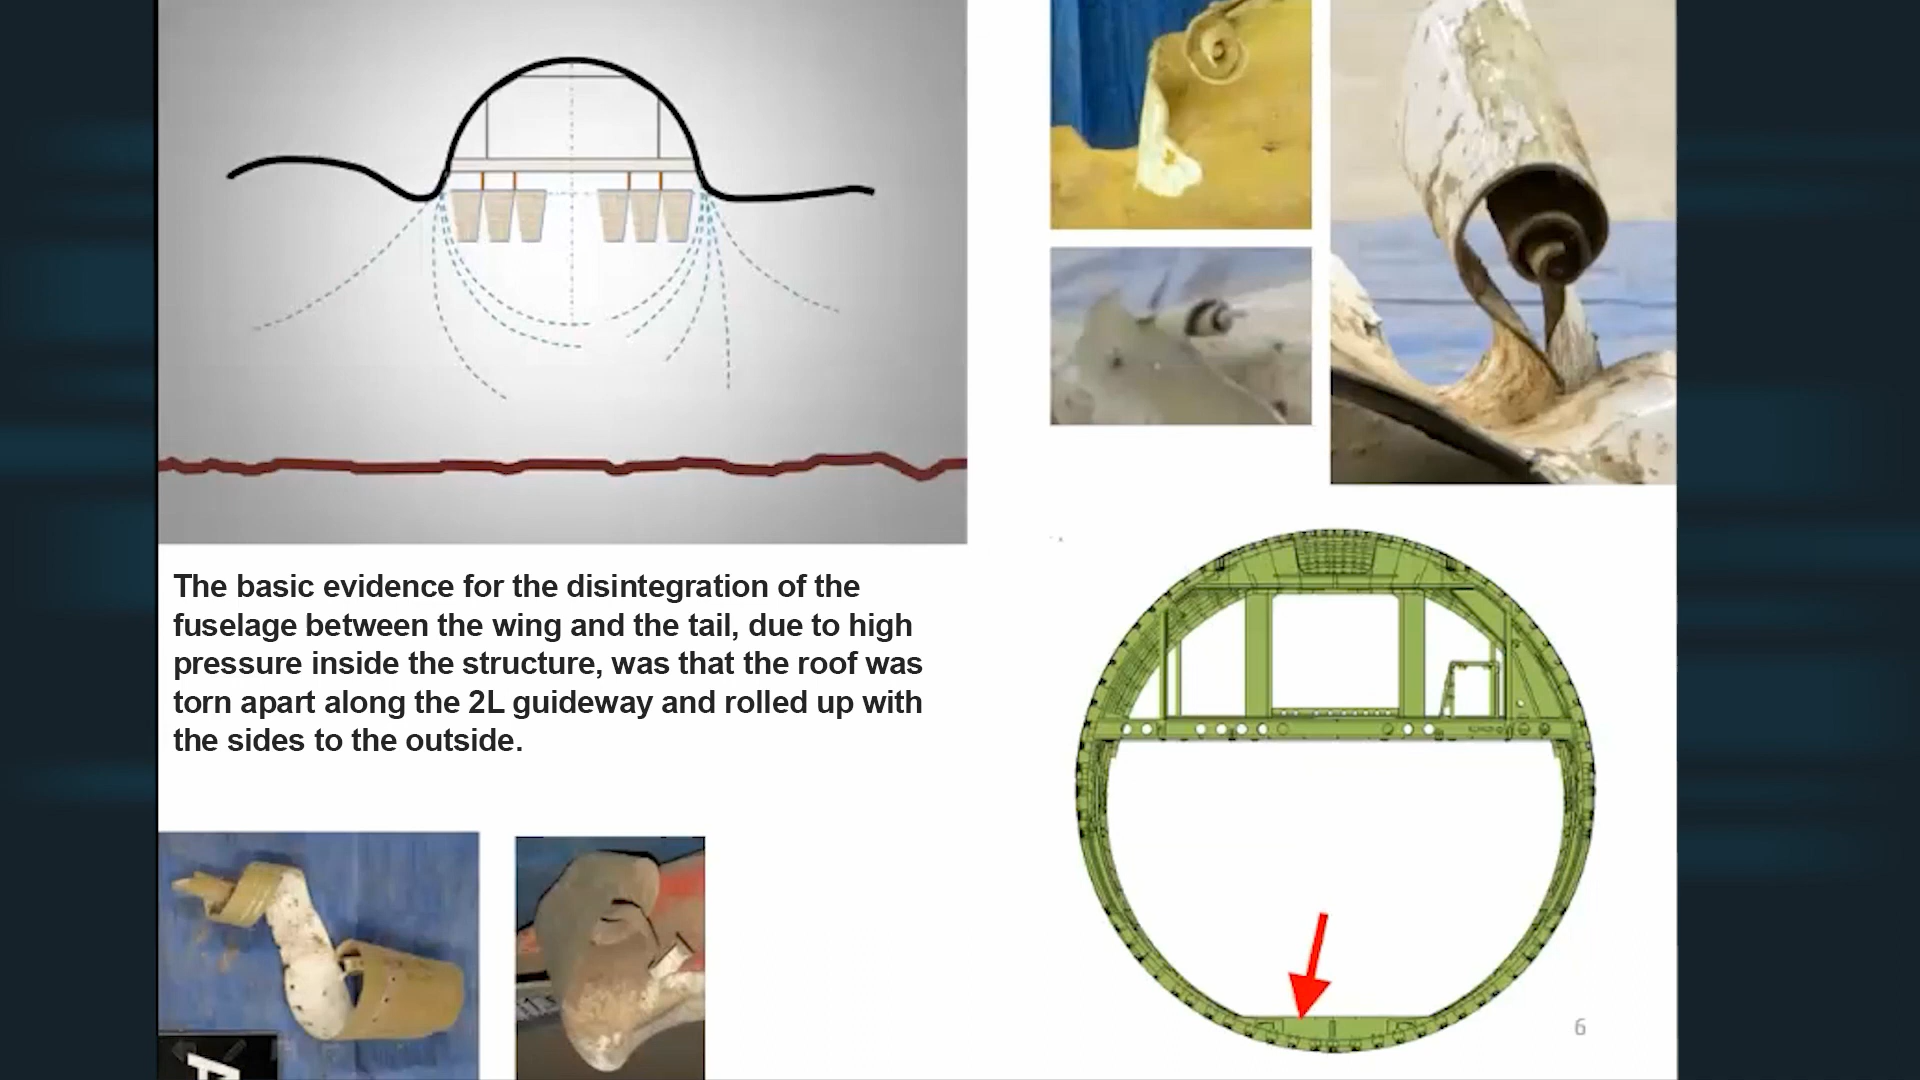 The basic evidence for the disintegration of the
fuselage between the wing and the tail, due to high
pressure inside the structure, was that the roof was
torn apart along the 2L guideway and rolled up with
the sides to the outside.
6
A